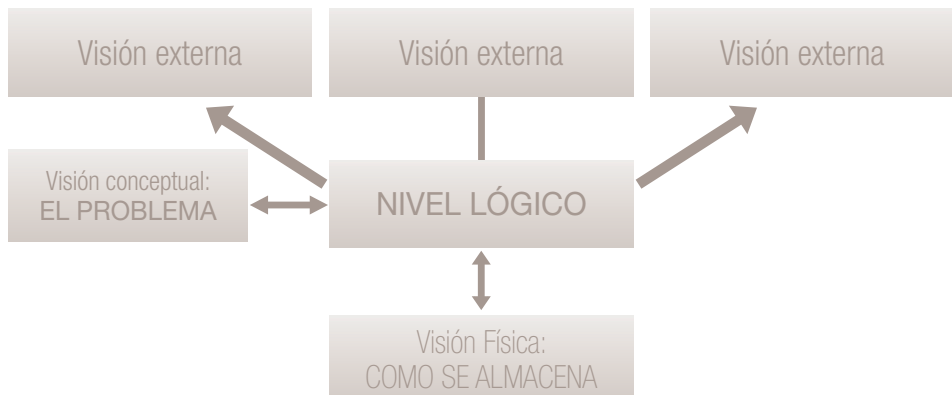 Visión externa
Visión externa
Visión externa
Visión conceptual:
EL PROBLEMA
NIVEL LÓGICO
Visión Física:
COMO SE ALMACENA